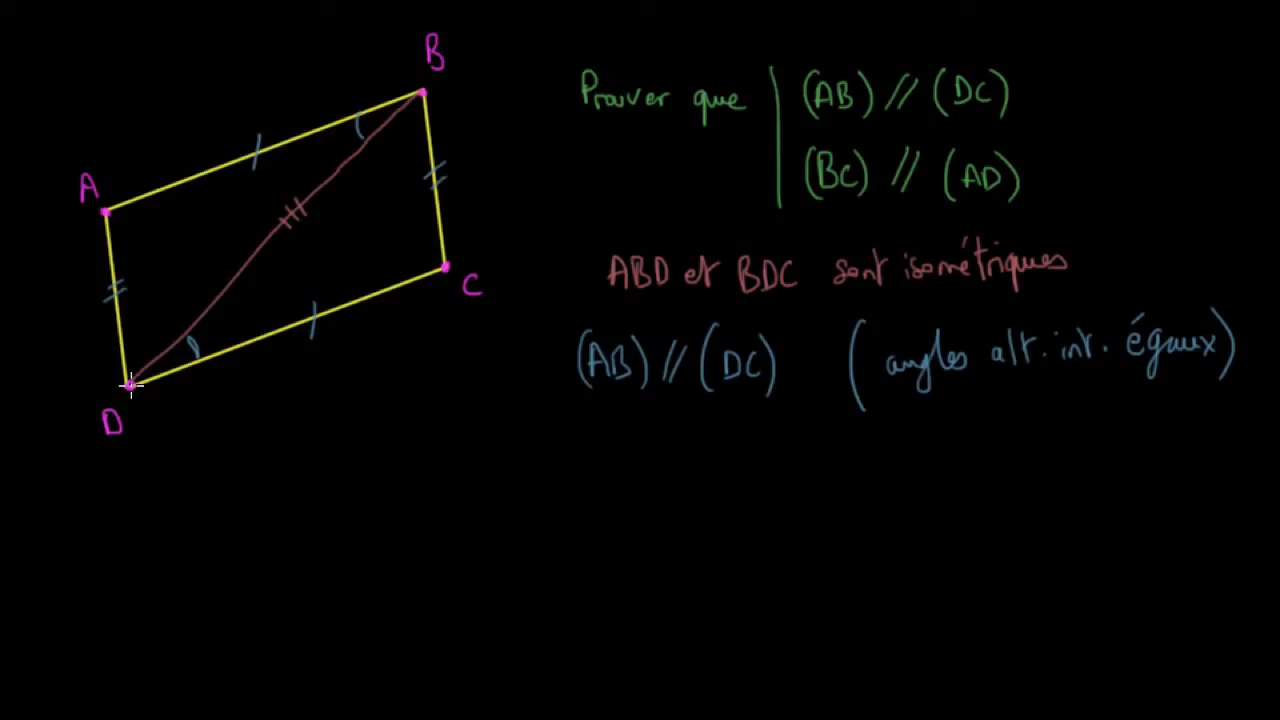 B
A
C
D
Prouver que (AB) // (DC)
(BC) // (AD)
ABD et BDC sont isométriques
(AB) // (DC) (angles alt. int. égaux)